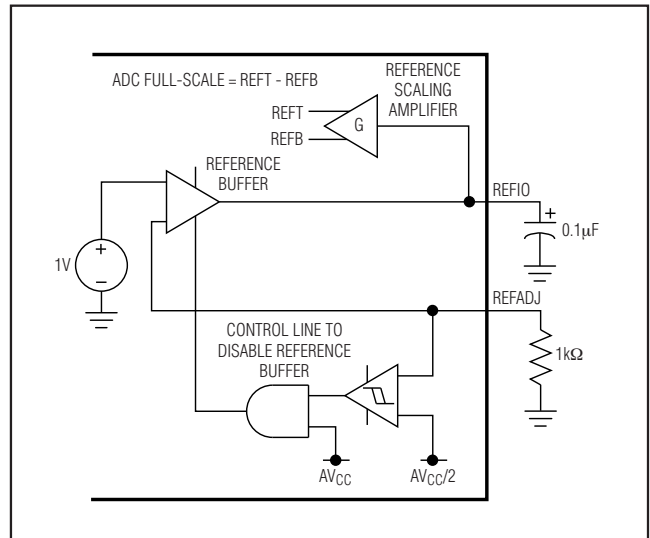 ADC FULL-SCALE = REFT - REFB
REFERENCE
SCALING
AMPLIFIER
REFT
REFB
G
REFERENCE
BUFFER
REFIO
+
0.1μF
1V
+
−
REFADJ
CONTROL LINE TO
DISABLE REFERENCE
BUFFER
1kΩ
AVCC
AVCC/2